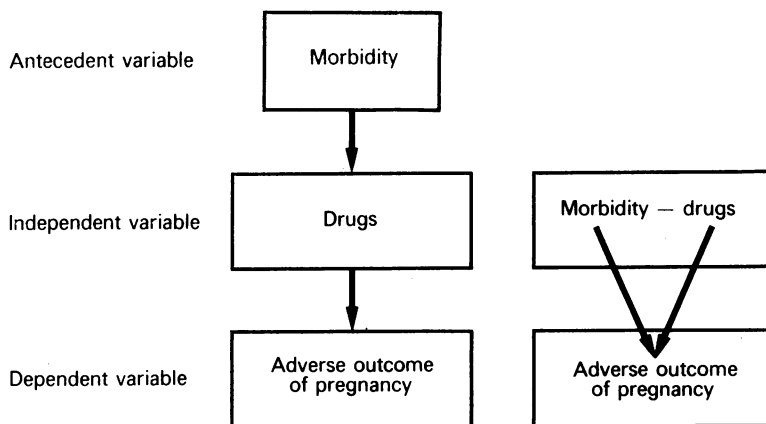 Antecedent variable
Morbidity
Independent variable
Drugs
Morbidity — drugs
Dependent variable
Adverse outcome
of pregnancy
Adverse outcome
of pregnancy